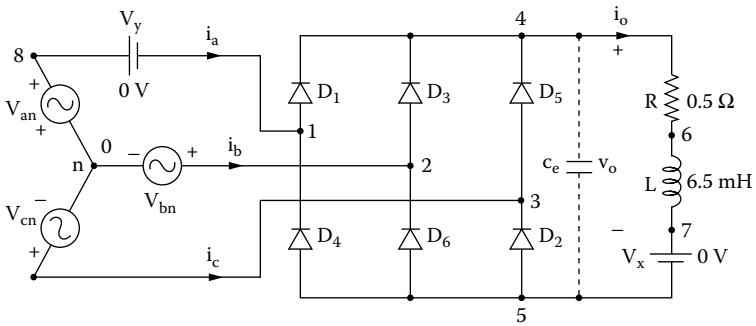 V_y
8
+
0 V
i_a
4
i_o
+
V_an
+
+
D_1
D_3
D_5
R 0.5 Ω
1
6
n
0
−
+
i_b
2
c_e
v_o
L 6.5 mH
V_bn
V_cn
−
+
3
−
7
D_4
D_6
D_2
V_x
0 V
i_c
5